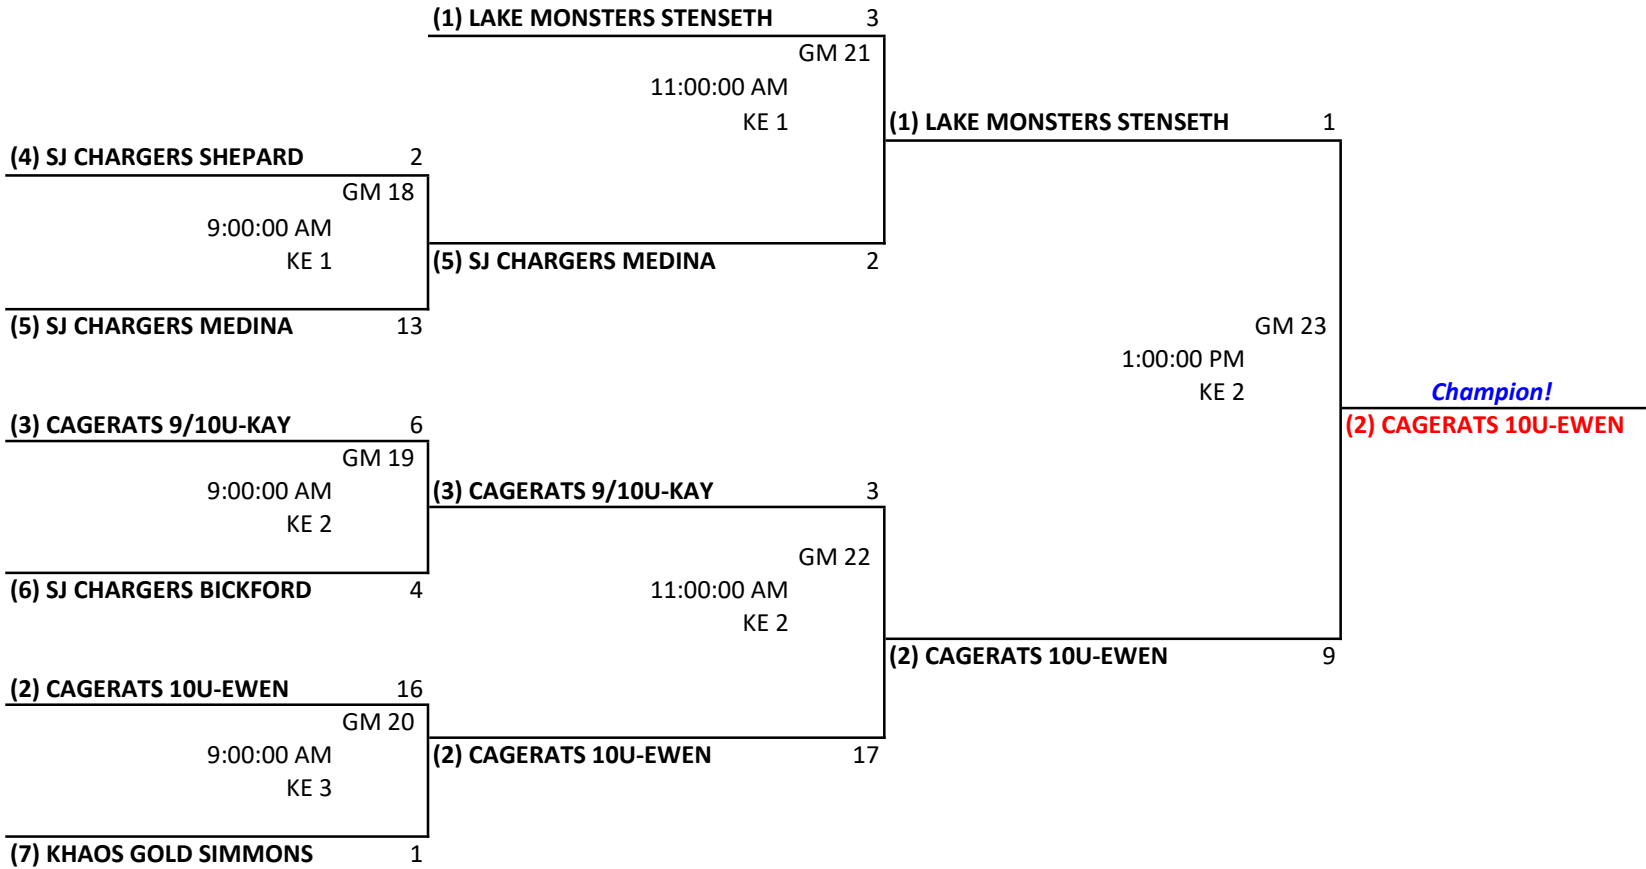 (1) LAKE MONSTERS STENSETH 3
GM 21
11:00:00 AM
KE 1
(1) LAKE MONSTERS STENSETH 1
(4) SJ CHARGERS SHEPARD 2
GM 18
9:00:00 AM
KE 1
(5) SJ CHARGERS MEDINA 2
(5) SJ CHARGERS MEDINA 13
GM 23
1:00:00 PM
KE 2
Champion!
(2) CAGERATS 10U-EWEN
(3) CAGERATS 9/10U-KAY 6
GM 19
9:00:00 AM
KE 2
(3) CAGERATS 9/10U-KAY 3
GM 22
11:00:00 AM
KE 2
(6) SJ CHARGERS BICKFORD 4
(2) CAGERATS 10U-EWEN 9
(2) CAGERATS 10U-EWEN 16
GM 20
9:00:00 AM
KE 3
(2) CAGERATS 10U-EWEN 17
(7) KHAOS GOLD SIMMONS 1